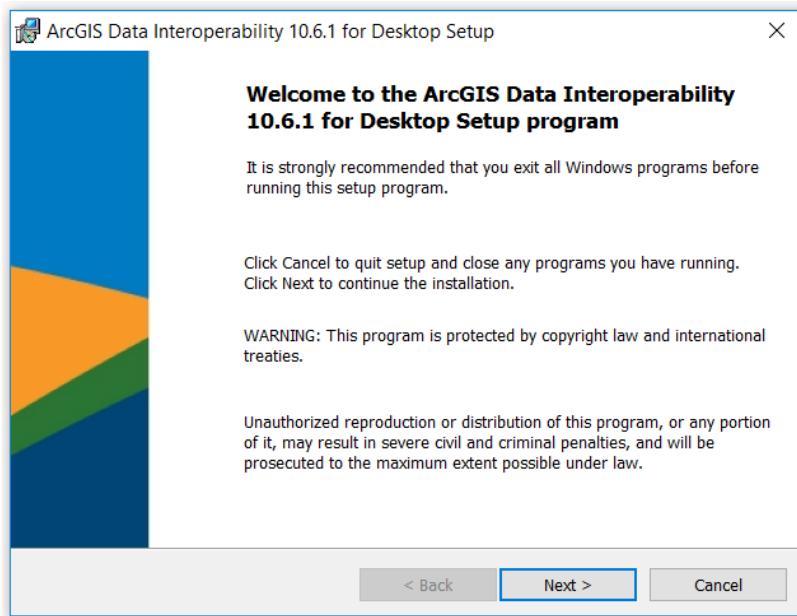 ArcGIS Data Interoperability 10.6.1 for Desktop Setup
Welcome to the ArcGIS Data Interoperability
10.6.1 for Desktop Setup program
It is strongly recommended that you exit all Windows programs before
running this setup program.
Click Cancel to quit setup and close any programs you have running.
Click Next to continue the installation.
WARNING: This program is protected by copyright law and international
treaties.
Unauthorized reproduction or distribution of this program, or any portion
of it, may result in severe civil and criminal penalties, and will be
prosecuted to the maximum extent possible under law.
< Back
Next >
Cancel